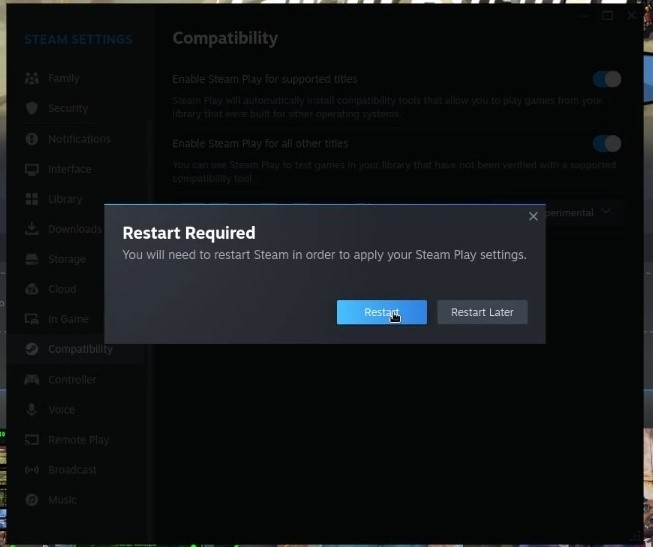 STEAM SETTINGS
Compatibility
Family
Security
Notifications
Interface
Library
Downloads
Storage
Cloud
In Game
Compatibility
Controller
Voice
Remote Play
Broadcast
Music
Enable Steam Play for supported titles
Steam Play will automatically install compatibility tools that allow you to play games from your
library that were built for other operating systems.
Enable Steam Play for all other titles
You can use Steam Play to test games in your library that have not been verified with a supported
compatibility tool.
perimental
Restart Required
You will need to restart Steam in order to apply your Steam Play settings.
Restart
Restart Later